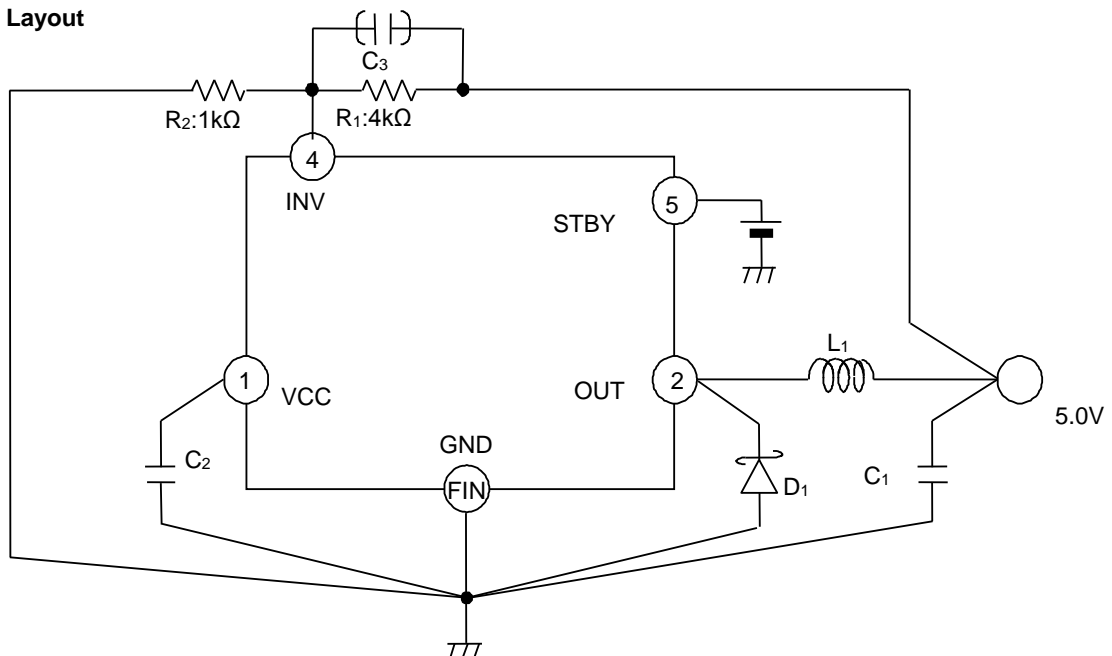 Layout
C3
R2:1kΩ
R1:4kΩ
4
INV
5
STBY
L1
1
VCC
OUT
2
5.0V
GND
C2
FIN
D1
C1